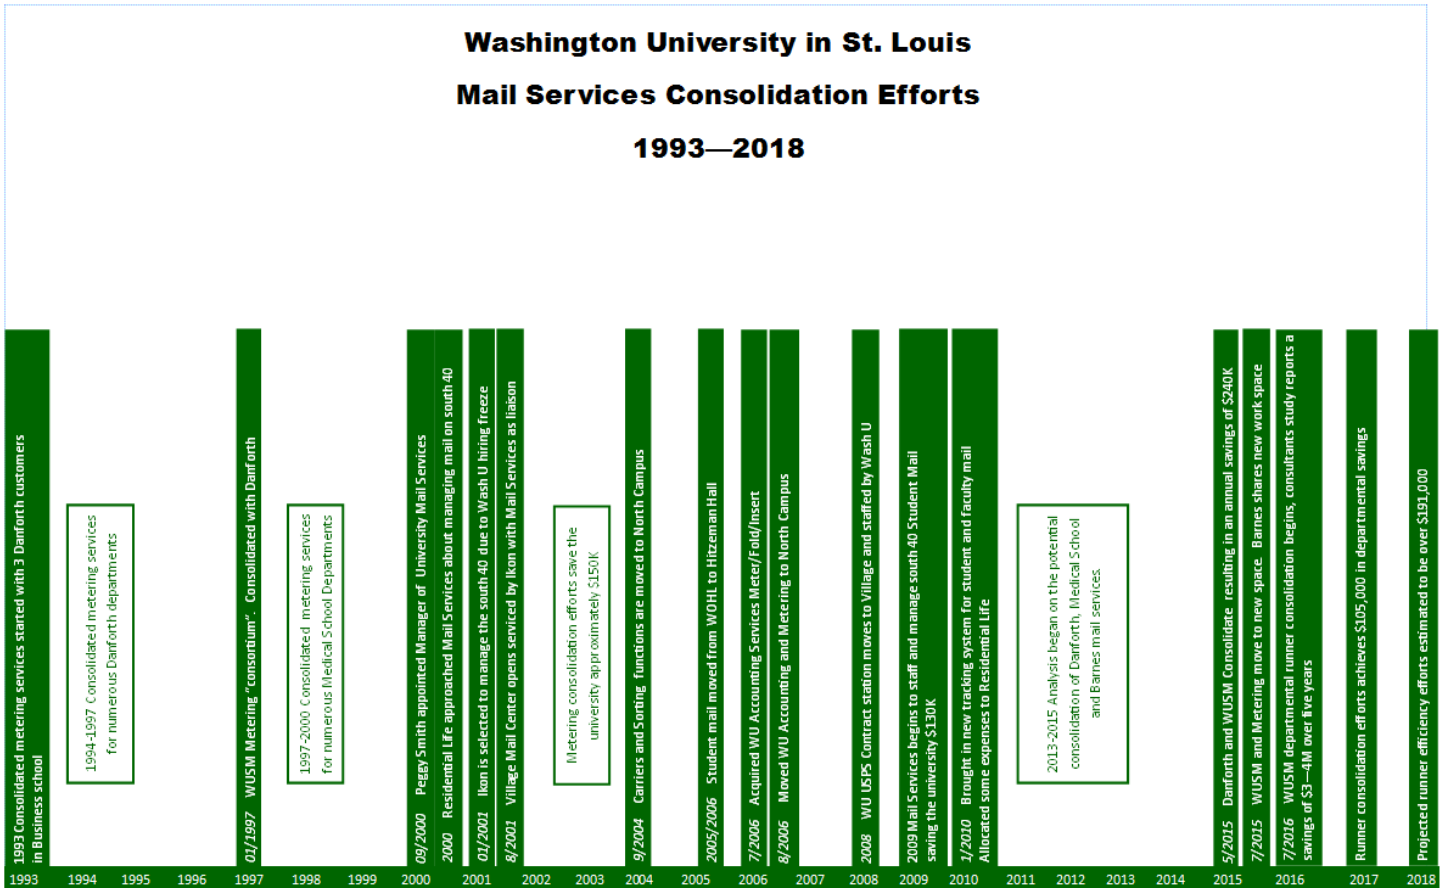 Washington University in St. Louis
Mail Services Consolidation Efforts
1993—2018
1993 Consolidated metering services started with 3 Danforth customers
in Business school
1994-1997 Consolidated metering services
for numerous Danforth departments
01/1997 WUSM Metering “consortium”. Consolidated with Danforth
1997-2000 Consolidated metering services
for numerous Medical School Departments
09/2000 Peggy Smith appointed Manager of University Mail Services
2000 Residential Life approached Mail Services about managing mail on south 40
01/2001 Ikon is selected to manage the south 40 due to Wash U hiring freeze
8/2001 Village Mail Center opens serviced by Ikon with Mail Services as liaison
Metering consolidation efforts save the
university approximately $150K
9/2004 Carriers and Sorting functions are moved to North Campus
2005/2006 Student mail moved from WOHL to Hitzeman Hall
7/2006 Acquired WU Accounting Services Meter/Fold/Insert
8/2006 Moved WU Accounting and Metering to North Campus
2008 WU USPS Contract station moves to Village and staffed by Wash U
2009 Mail Services begins to staff and manage south 40 Student Mail
saving the university $130K
1/2010 Brought in new tracking system for student and faculty mail
Allocated some expenses to Residential Life
2013-2015 Analysis began on the potential
consolidation of Danforth, Medical School
and Barnes mail services.
5/2015 Danforth and WUSM Consolidate resulting in an annual savings of $240K
7/2015 WUSM and Metering move to new space. Barnes shares new work space
7/2016 WUSM departmental runner consolidation begins, consultants study reports a
savings of $3—4M over five years
Runner consolidation efforts achieves $105,000 in departmental savings
Projected runner efficiency efforts estimated to be over $191,000
1993 1994 1995 1996 1997 1998 1999 2000 2001 2002 2003 2004 2005 2006 2007 2008 2009 2010 2011 2012 2013 2014 2015 2016 2017 2018